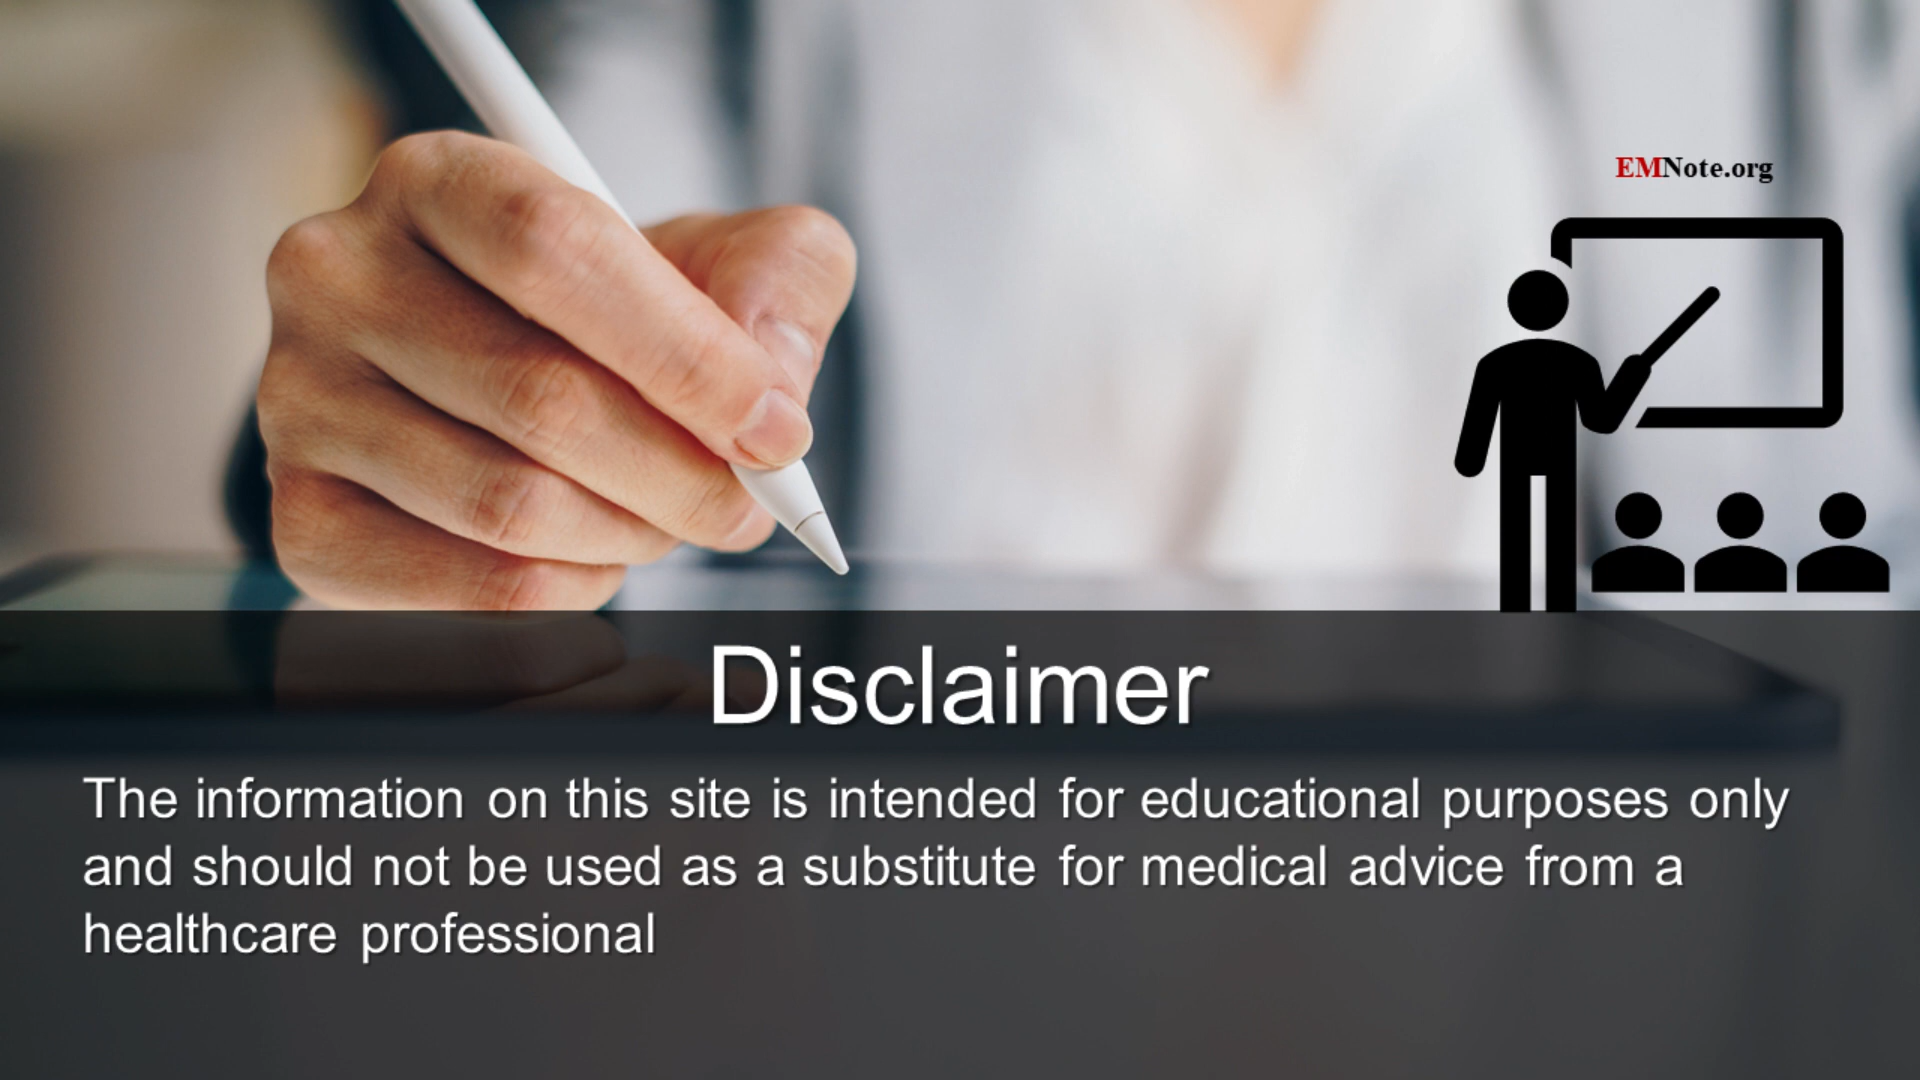 EMNote.org
Disclaimer
The information on this site is intended for educational purposes only
and should not be used as a substitute for medical advice from a
healthcare professional